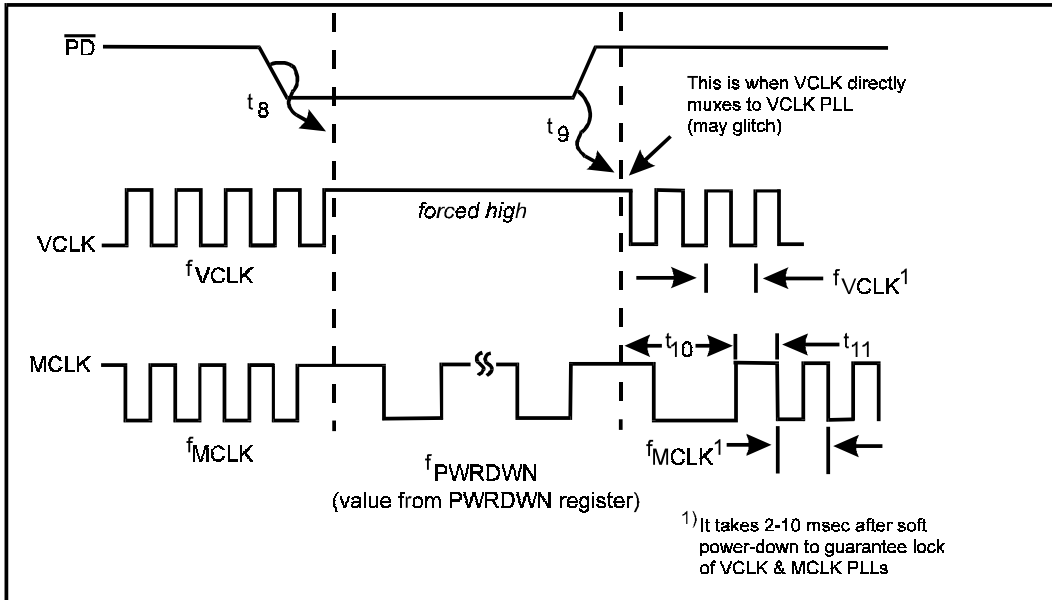 PD
t8
t9
This is when VCLK directly
muxes to VCLK PLL
(may glitch)
forced high
VCLK
fVCLK
fVCLK1
MCLK
t10
t11
fMCLK
fMCLK1
fPWRDWN
(value from PWRDWN register)
1) It takes 2-10 msec after soft
power-down to guarantee lock
of VCLK & MCLK PLLs